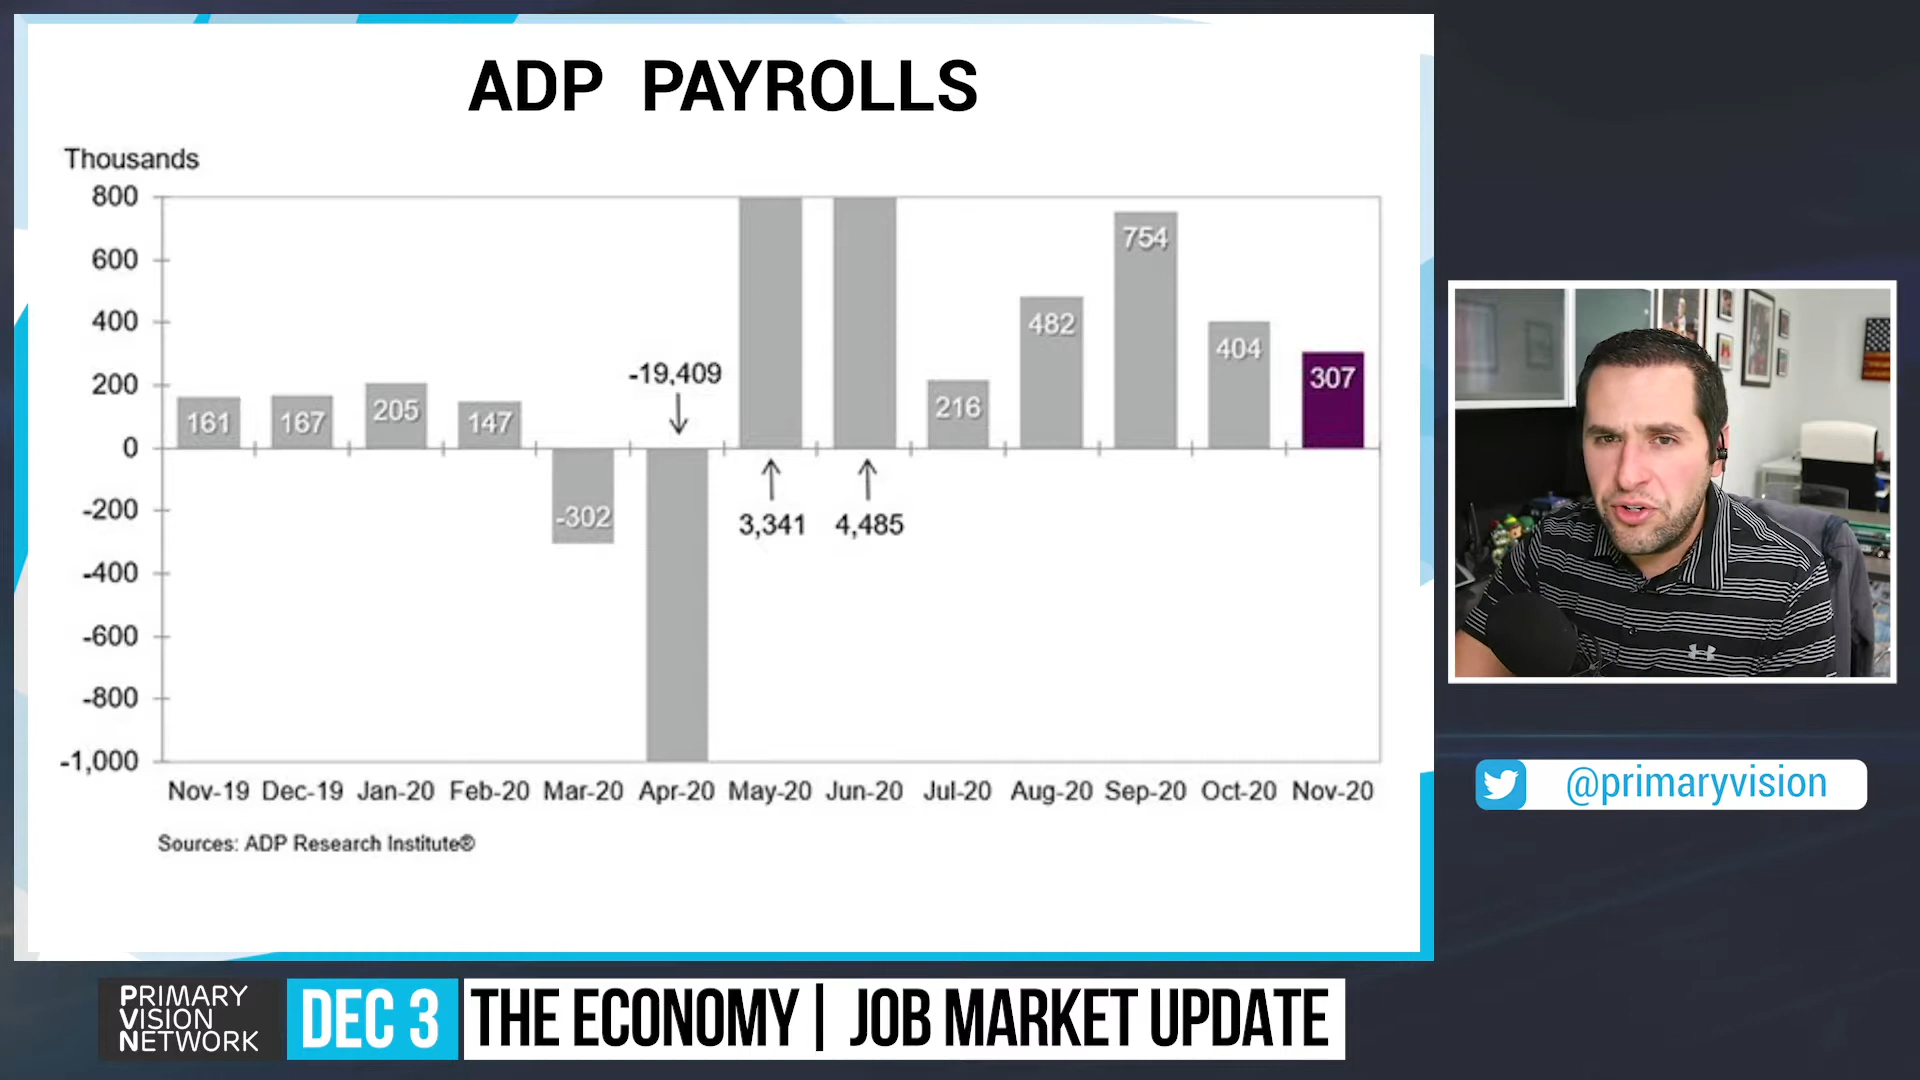 ADP PAYROLLS
Thousands
800
600
400
200
0
-200
-400
-600
-800
-1,000
161
167
205
147
-302
-19,409
3,341
4,485
216
482
754
404
307
Nov-19 Dec-19 Jan-20 Feb-20 Mar-20 Apr-20 May-20 Jun-20 Jul-20 Aug-20 Sep-20 Oct-20 Nov-20
Sources: ADP Research Institute®
@primaryvision
PRIMARY
VISION
NETWORK
DEC 3
THE ECONOMY | JOB MARKET UPDATE